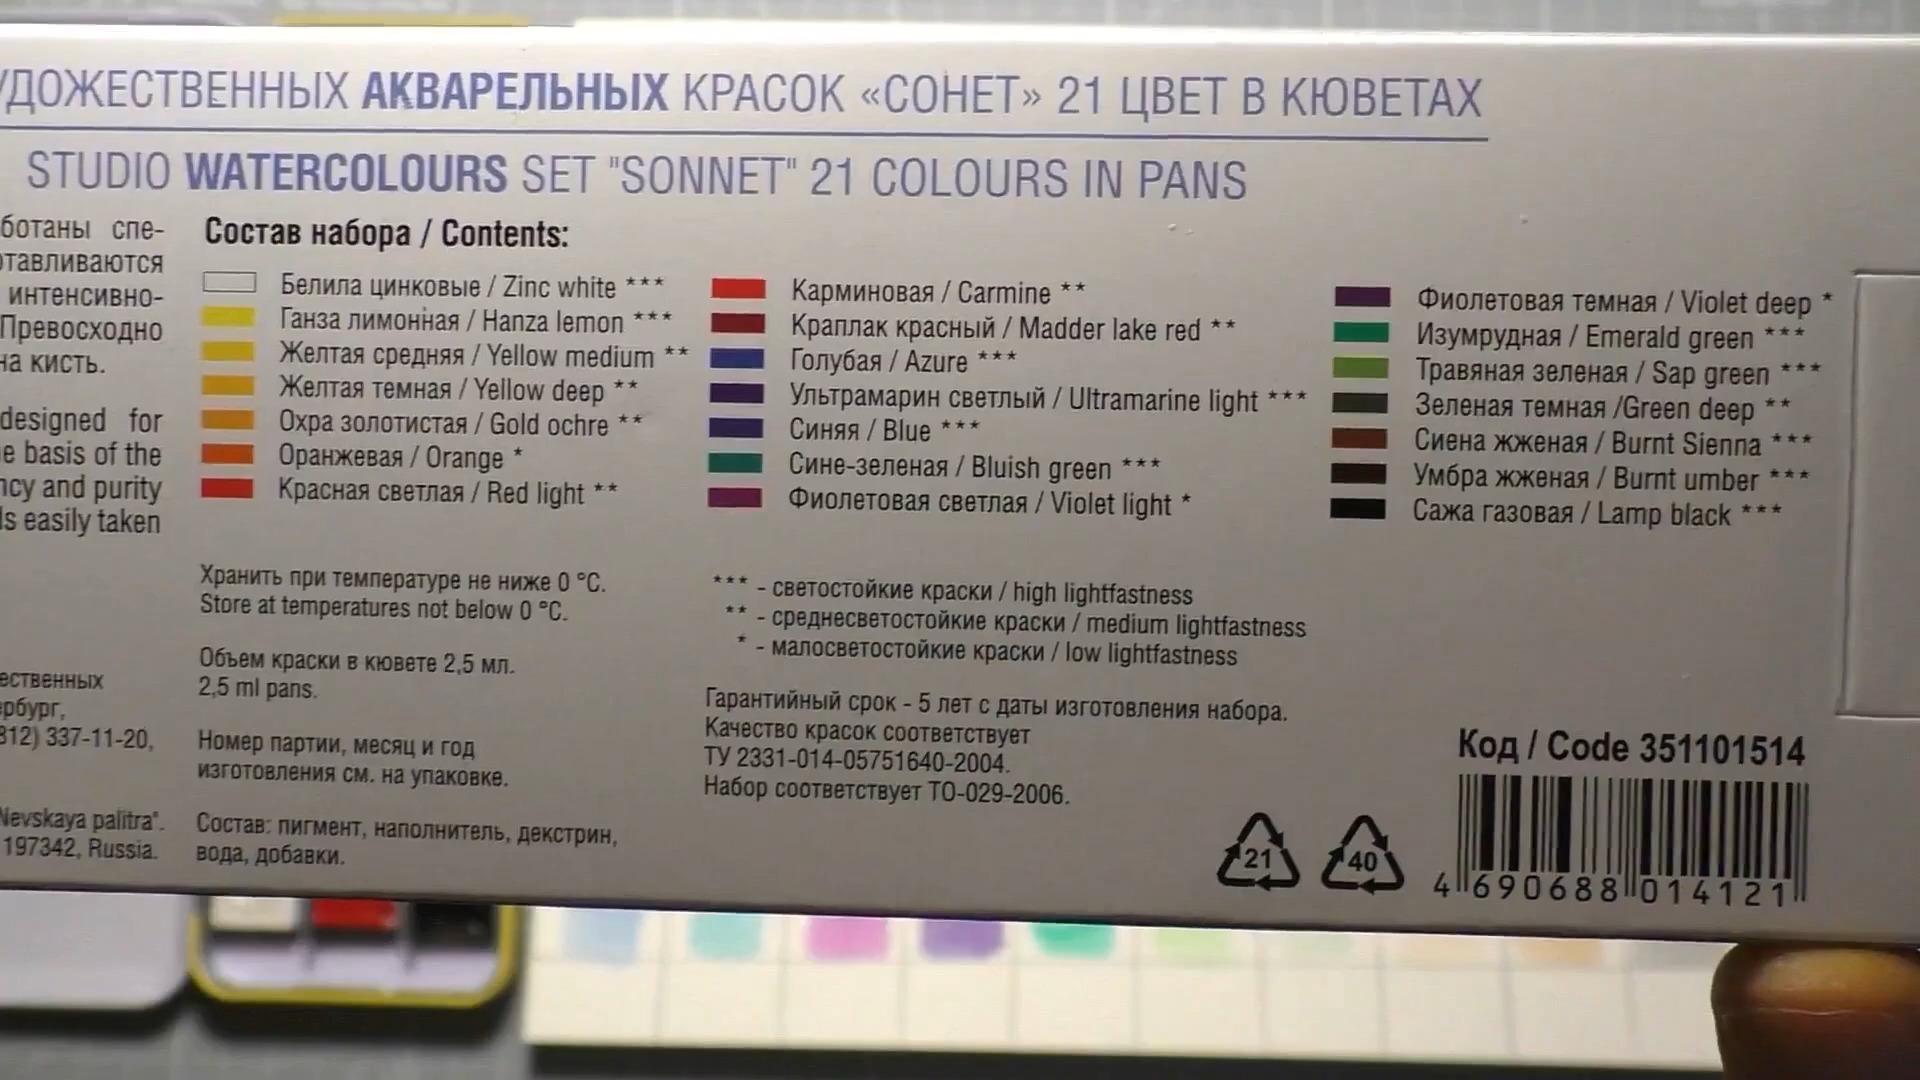 УДОЖЕСТВЕННЫХ АКВАРЕЛЬНЫХ КРАСОК «СОНЕТ» 21 ЦВЕТ В КЮВЕТАХ
STUDIO WATERCOLOURS SET "SONNET" 21 COLOURS IN PANS
ботаны спе-
отавливаются
интенсивно-
Превосходно
на кисть.
designed for
e basis of the
ncy and purity
ls easily taken
ественных
рбург,
812) 337-11-20,
Nevskaya palitra".
197342, Russia.
Состав набора / Contents:
Белила цинковые / Zinc white ***
Ганза лимонная / Hanza lemon ***
Желтая средняя / Yellow medium **
Желтая темная / Yellow deep **
Охра золотистая / Gold ochre **
Оранжевая / Orange *
Красная светлая / Red light **
Карминовая / Carmine **
Краплак красный / Madder lake red **
Голубая / Azure ***
Ультрамарин светлый / Ultramarine light ***
Синяя / Blue ***
Сине-зеленая / Bluish green ***
Фиолетовая светлая / Violet light *
Фиолетовая темная / Violet deep *
Изумрудная / Emerald green ***
Травяная зеленая / Sap green ***
Зеленая темная /Green deep **
Сиена жженая / Burnt Sienna ***
Умбра жженая / Burnt umber ***
Сажа газовая / Lamp black ***
Хранить при температуре не ниже 0 °C.
Store at temperatures not below 0 °C.
Объем краски в кювете 2,5 мл.
2,5 ml pans.
Номер партии, месяц и год
изготовления см. на упаковке.
Состав: пигмент, наполнитель, декстрин,
вода, добавки.
*** - светостойкие краски / high lightfastness
** - среднесветостойкие краски / medium lightfastness
* - малосветостойкие краски / low lightfastness
Гарантийный срок - 5 лет с даты изготовления набора.
Качество красок соответствует
ТУ 2331-014-05751640-2004.
Набор соответствует ТО-029-2006.
21
40
Код / Code 351101514
4 690688 014121